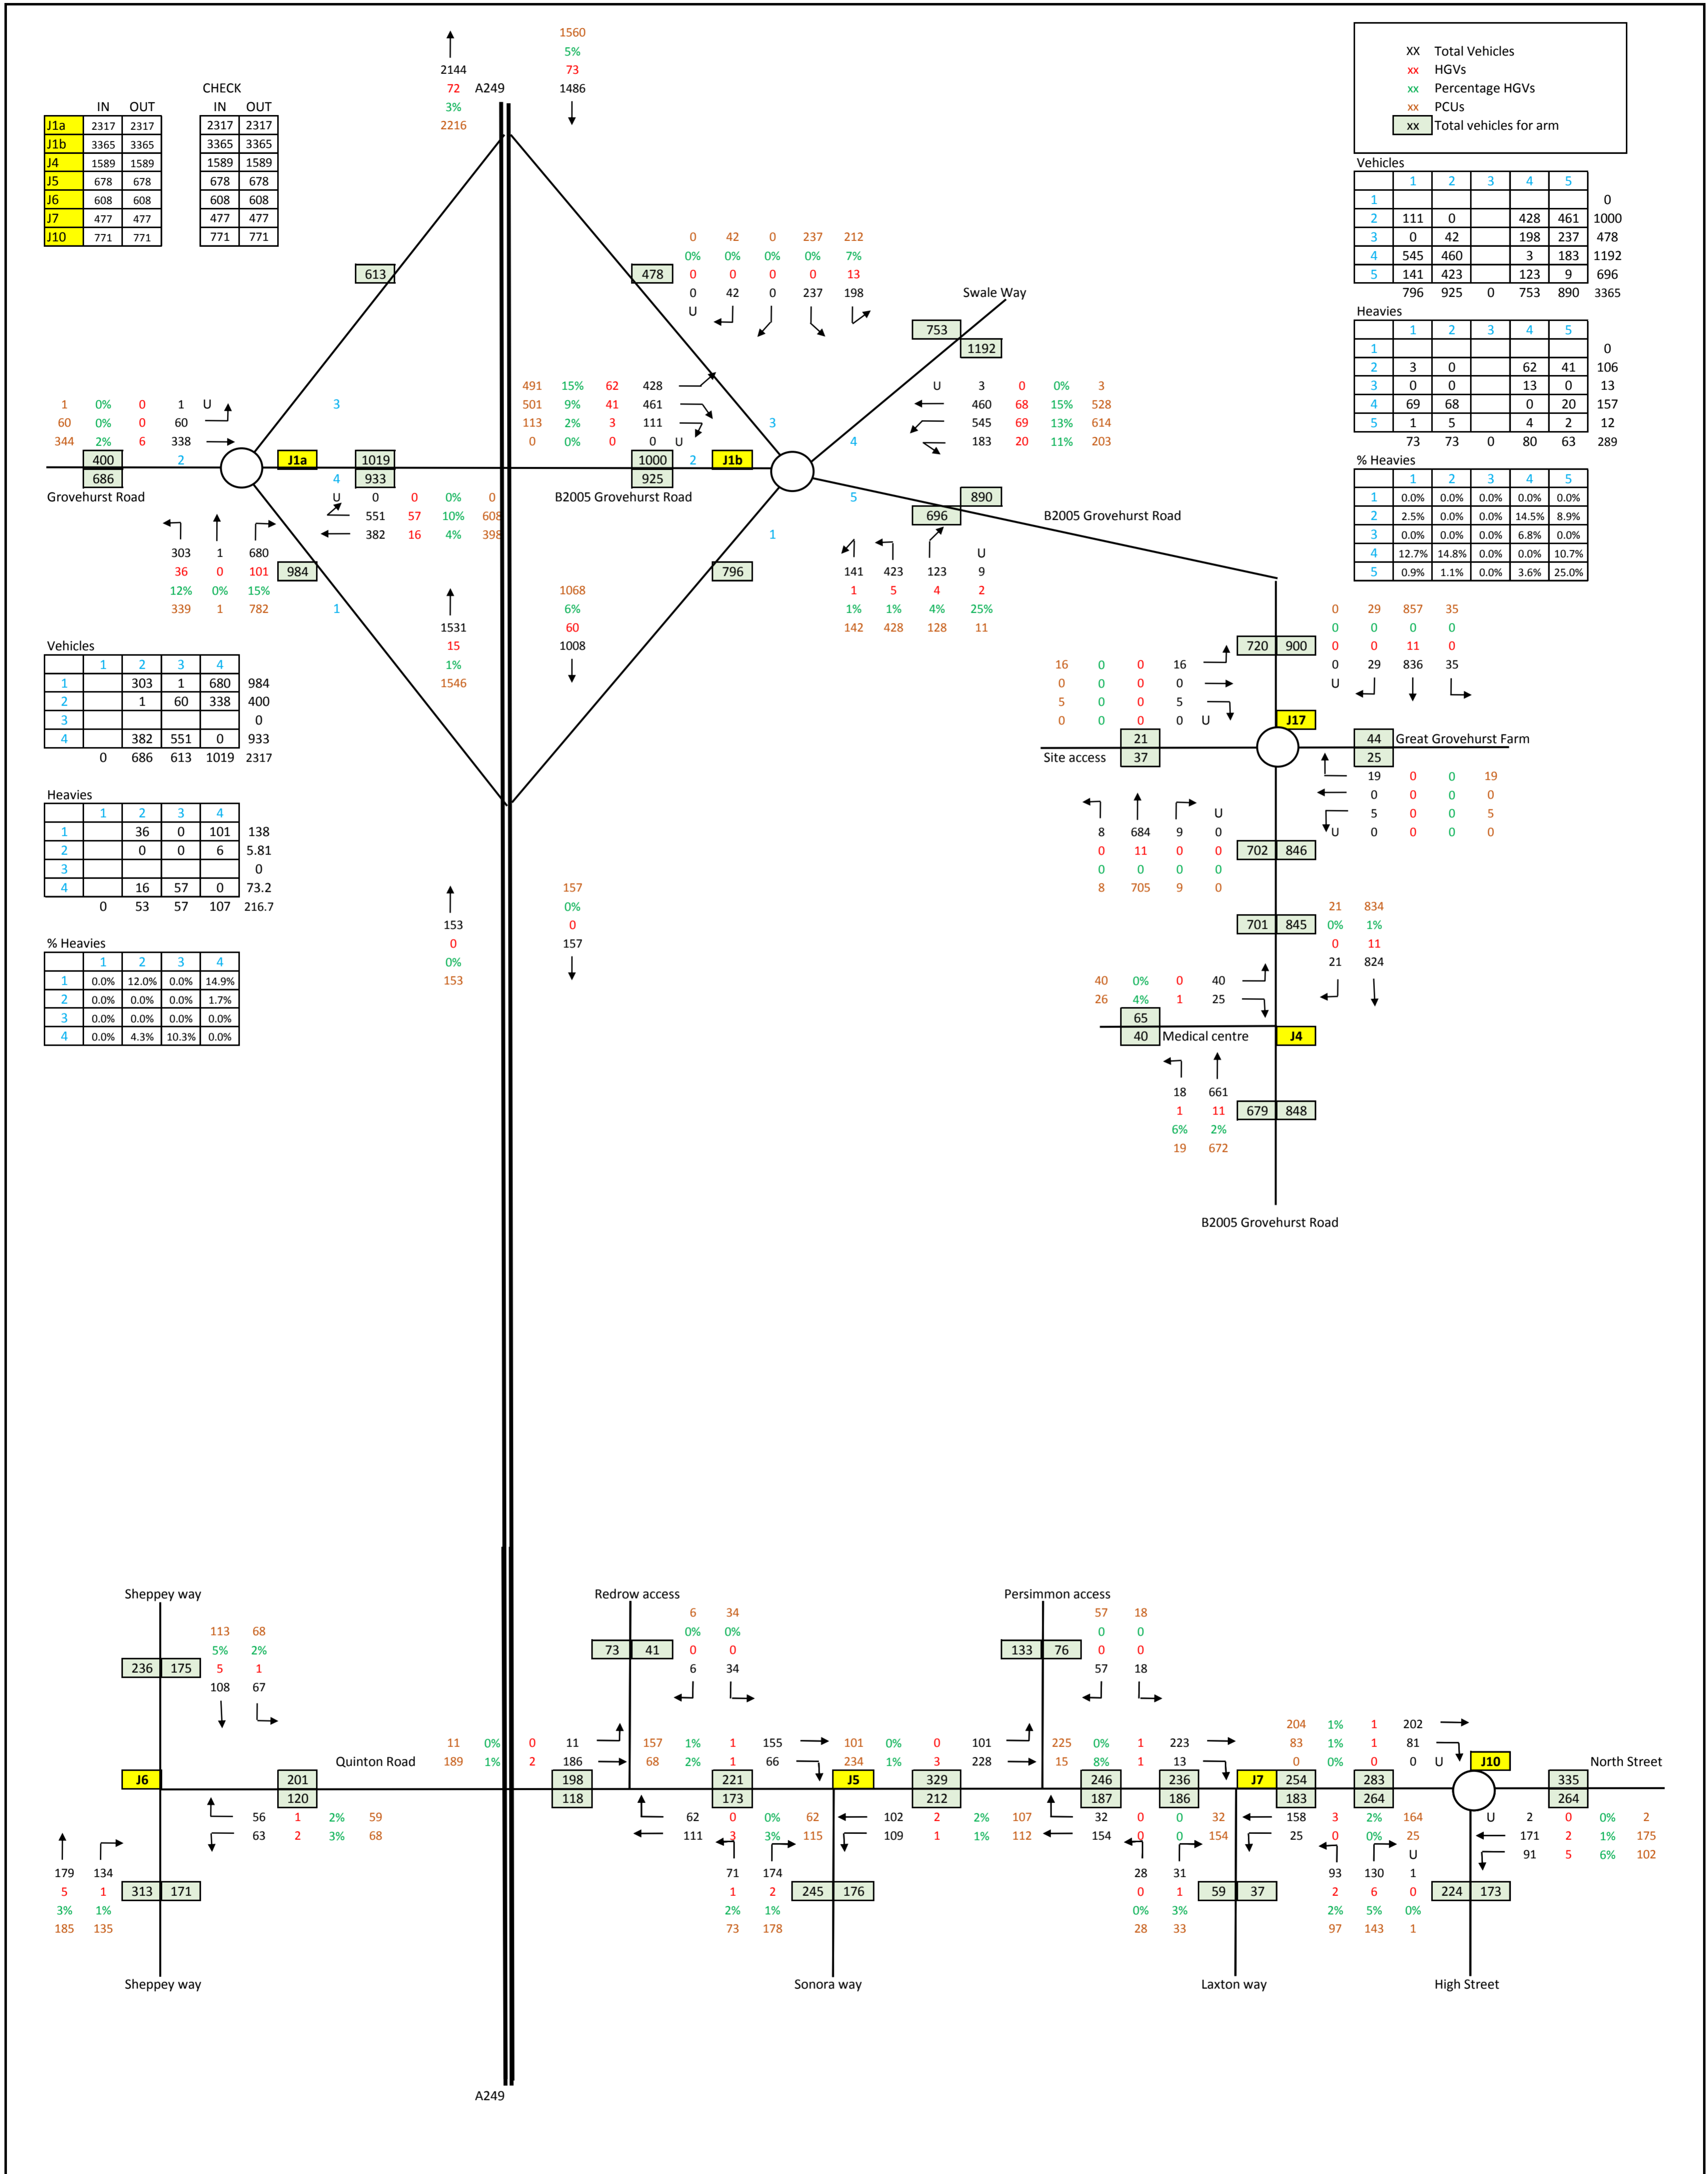 1560
5%
2144 73
72 A249 1486
3%
2216
CHECK
IN OUT IN OUT
J1a 2317 2317 2317 2317
J1b 3365 3365 3365 3365
J4 1589 1589 1589 1589
J5 678 678 678 678
J6 608 608 608 608
J7 477 477 477 477
J10 771 771 771 771
xx Total Vehicles
xx HGVs
xx Percentage HGVs
xx PCUs
xx Total vehicles for arm
Vehicles
1 2 3 4 5
1 0
2 111 0 428 461 1000
3 0 42 198 237 478
4 545 460 3 183 1192
5 141 423 123 9 696
796 925 0 753 890 3365
Heavies
1 2 3 4 5
1 0
2 3 0 62 41 106
3 0 0 13 0 13
4 69 68 0 20 157
5 1 5 4 2 12
73 73 0 80 63 289
% Heavies
1 2 3 4 5
1 0.0% 0.0% 0.0% 0.0% 0.0%
2 2.5% 0.0% 0.0% 14.5% 8.9%
3 0.0% 0.0% 0.0% 6.8% 0.0%
4 12.7% 14.8% 0.0% 0.0% 10.7%
5 0.9% 1.1% 0.0% 3.6% 25.0%
613
478
0 42 0 237 212
0% 0% 0% 0% 7%
0 0 0 0 13
0 42 0 237 198
U
Swale Way
753
1192
1 0% 0 1 U
60 0% 0 60
344 2% 6 338
400
686
2
3
Grovehurst Road
J1a
1019
933
4
U 0 0 0% 0
551 57 10% 608
382 16 4% 398
303 1 680
36 0 101
12% 0% 15%
339 1 782
984
1
491 15% 62 428
501 9% 41 461
113 2% 3 111
0 0% 0 0 U
1000
925
2
J1b
B2005 Grovehurst Road
3
4
5
1
U 3 0 0% 3
460 68 15% 528
545 69 13% 614
183 20 11% 203
890
696
B2005 Grovehurst Road
796
141 423 123 9
U
1 5 4 2
1% 1% 4% 25%
142 428 128 11
1531
15
1%
1546
1068
6%
60
1008
Vehicles
1 2 3 4
1 303 1 680 984
2 1 60 338 400
3 0
4 382 551 0 933
0 686 613 1019 2317
Heavies
1 2 3 4
1 36 0 101 138
2 0 0 6 5.81
3 0
4 16 57 0 73.2
0 53 57 107 216.7
% Heavies
1 2 3 4
1 0.0% 12.0% 0.0% 14.9%
2 0.0% 0.0% 0.0% 1.7%
3 0.0% 0.0% 0.0% 0.0%
4 0.0% 4.3% 10.3% 0.0%
153
0
0%
153
157
0%
0
157
0 29 857 35
0 0 0 0
0 0 11 0
0 29 836 35
U
720 900
16 0 0 16
0 0 0 0
5 0 0 5
0 0 0 0 U
J17
21
37
Site access
44
25
Great Grovehurst Farm
19 0 0 19
0 0 0 0
5 0 0 5
U 0 0 0 0
U
8 684 9 0
0 11 0 0
0 0 0 0
8 705 9 0
702 846
701 845
21 834
0% 1%
0 11
21 824
40 0% 0 40
26 4% 1 25
65
40
Medical centre
J4
18 661
1 11
6% 2%
19 672
679 848
B2005 Grovehurst Road
Sheppey way
113 68
5% 2%
5 1
108 67
236 175
J6
201
120
Quinton Road
56 1 2% 59
63 2 3% 68
179 134
5 1
3% 1%
185 135
313 171
Sheppey way
Redrow access
6 34
0% 0%
0 0
6 34
73 41
11 0% 0 11
189 1% 2 186
198
118
157 1% 1 155
68 2% 1 66
221
173
J5
62 0 0% 62
111 3 3% 115
71 174
1 2
2% 1%
73 178
245 176
Sonora way
101 0% 0 101
234 1% 3 228
329
212
102 2 2% 107
109 1 1% 112
Persimmon access
57 18
0 0
0 0
57 18
133 76
225 0% 1 223
15 8% 1 13
246
187
236
186
J7
32 0 0 32
154 0 0 154
28 31
0 1
0% 3%
28 33
59 37
Laxton way
204 1% 1 202
83 1% 1 81
0 0% 0 0 U
254
183
283
264
J10
158 3 2% 164
25 0 0% 25
U
93 130 1
2 6 0
2% 5% 0%
97 143 1
224 173
High Street
North Street
335
264
U 2 0 0% 2
171 2 1% 175
91 5 6% 102
A249